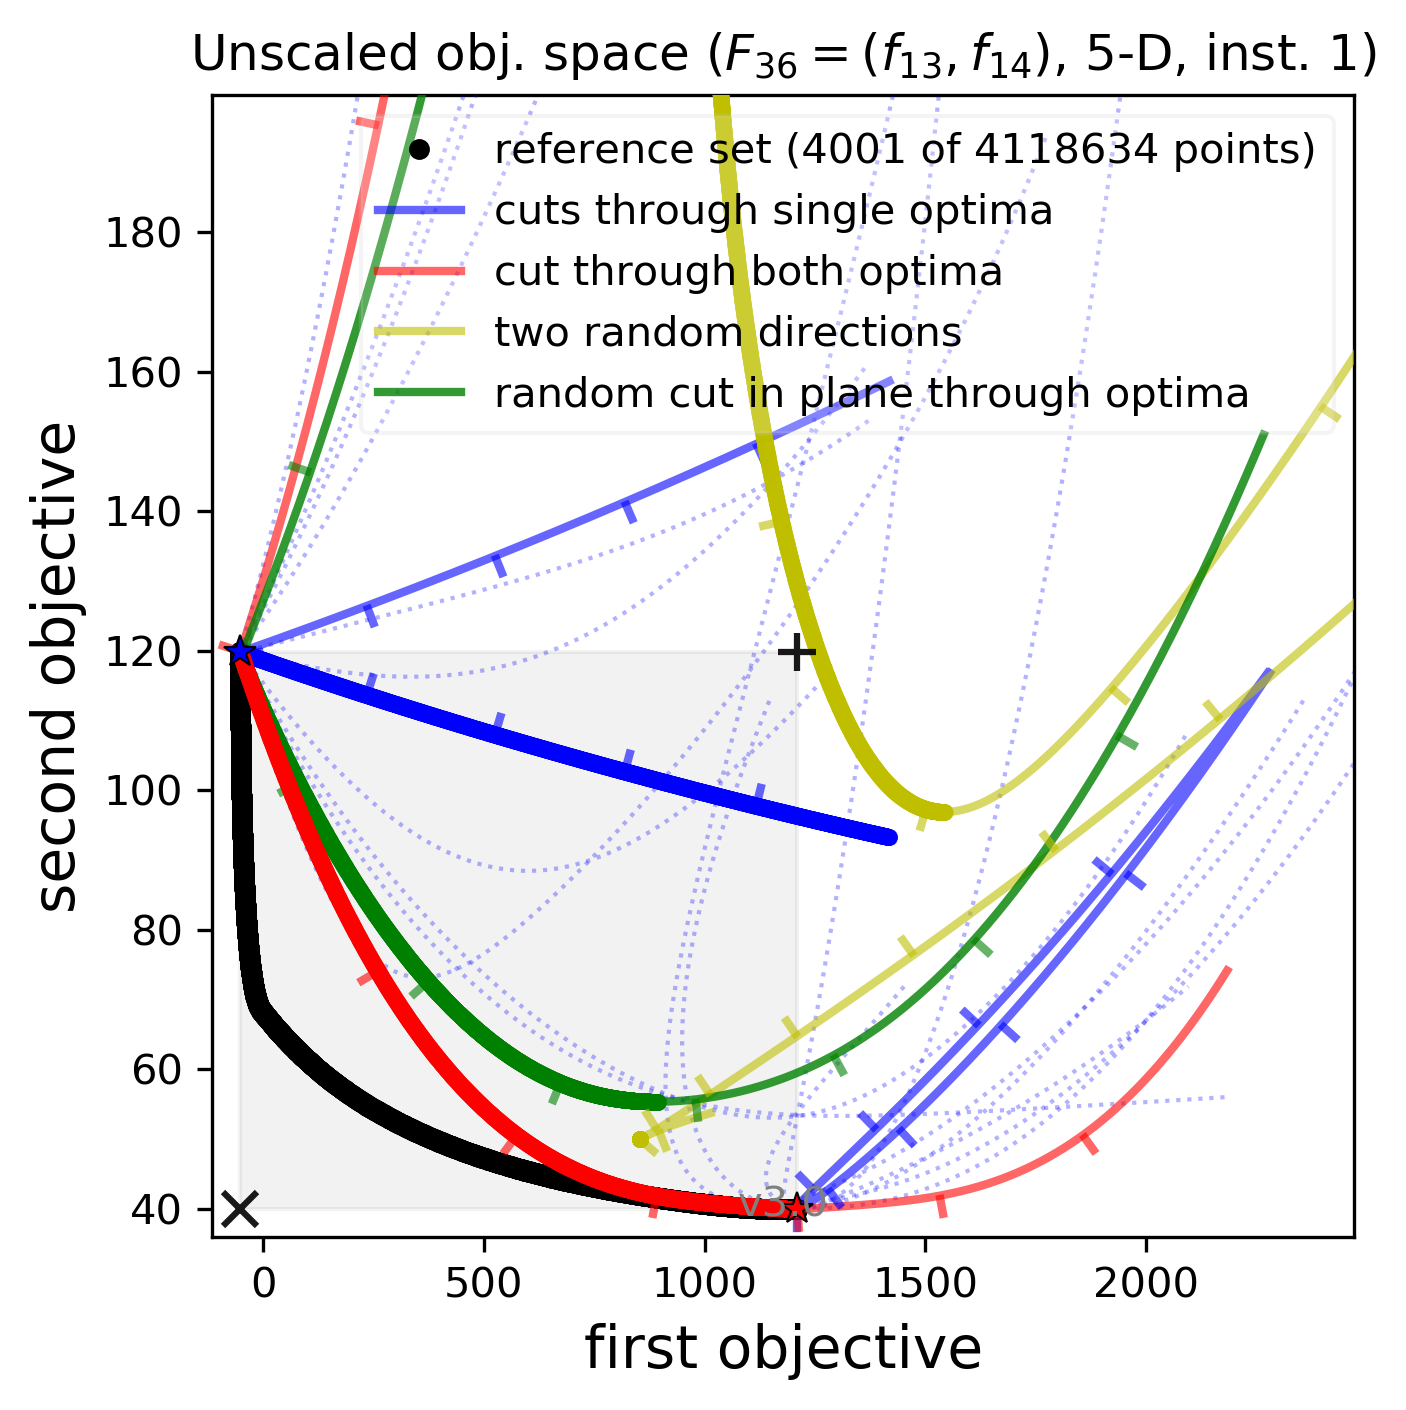 Unscaled obj. space (F₃₆ = (f₁₃, f₁₄), 5-D, inst. 1)
reference set (4001 of 4118634 points)
cuts through single optima
cut through both optima
two random directions
random cut in plane through optima
180
160
140
120
100
80
60
40
second objective
v3.0
0
500
1000
1500
2000
first objective